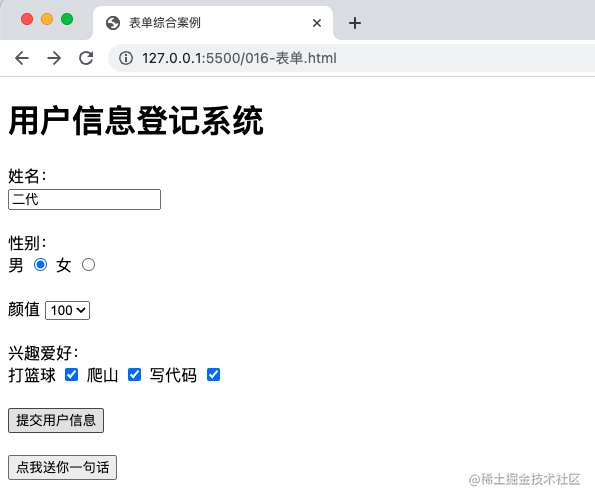 表单综合案例
127.0.0.1:5500/016-表单.html
用户信息登记系统
姓名:
二代
性别:
男 女
颜值 100
兴趣爱好:
打篮球 爬山 写代码
提交用户信息
点我送你一句话
@稀土掘金技术社区